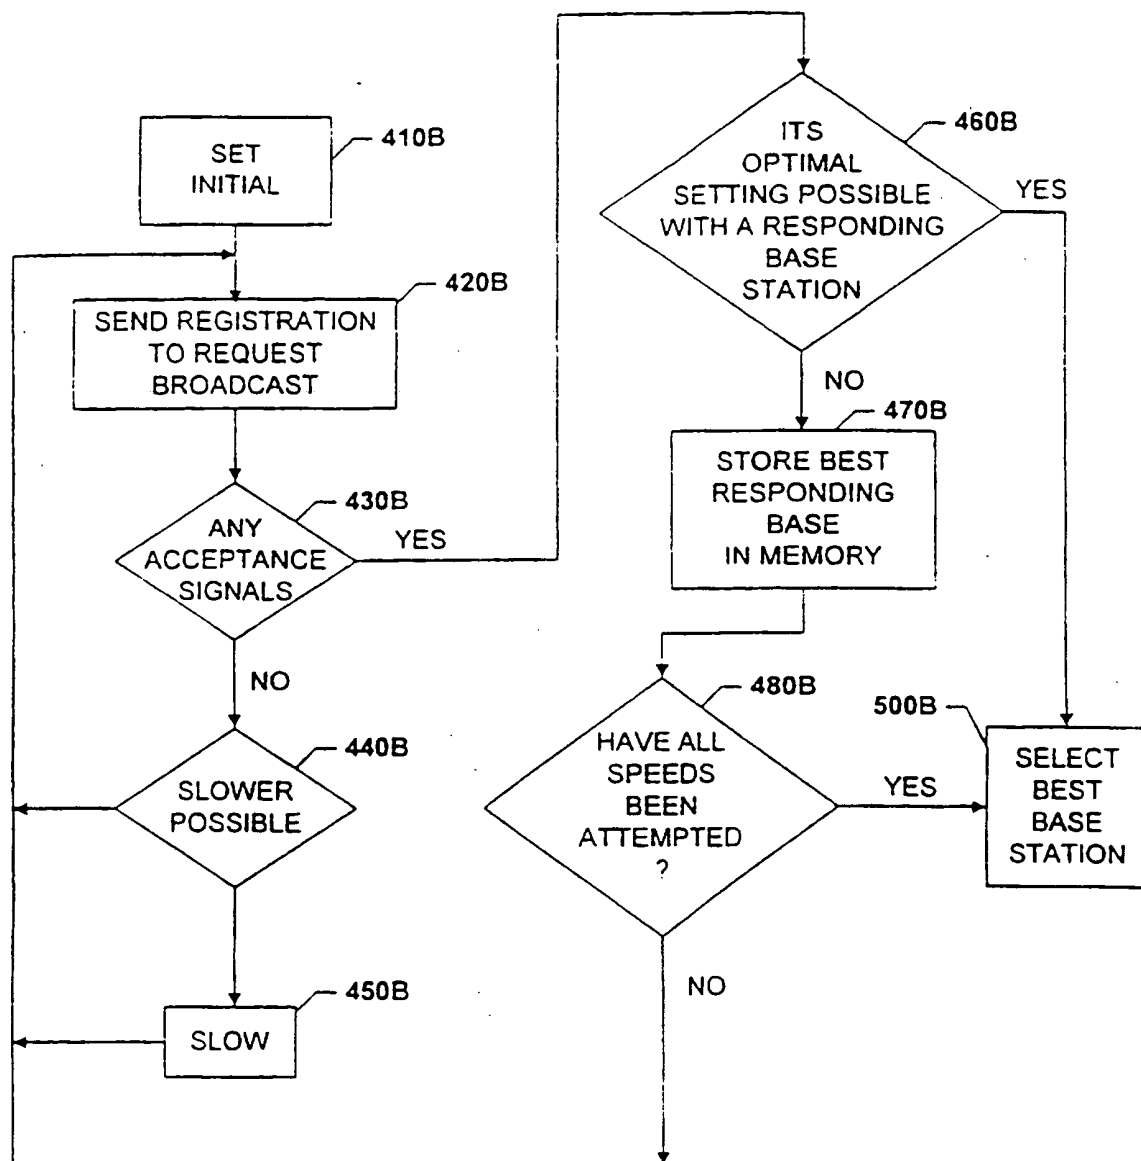 410B
SET
INITIAL
420B
SEND REGISTRATION
TO REQUEST
BROADCAST
430B
ANY
ACCEPTANCE
SIGNALS
YES
NO
440B
SLOWER
POSSIBLE
450B
SLOW
460B
ITS
OPTIMAL
SETTING POSSIBLE
WITH A RESPONDING
BASE
STATION
YES
NO
470B
STORE BEST
RESPONDING
BASE
IN MEMORY
480B
HAVE ALL
SPEEDS
BEEN
ATTEMPTED
?
YES
NO
500B
SELECT
BEST
BASE
STATION